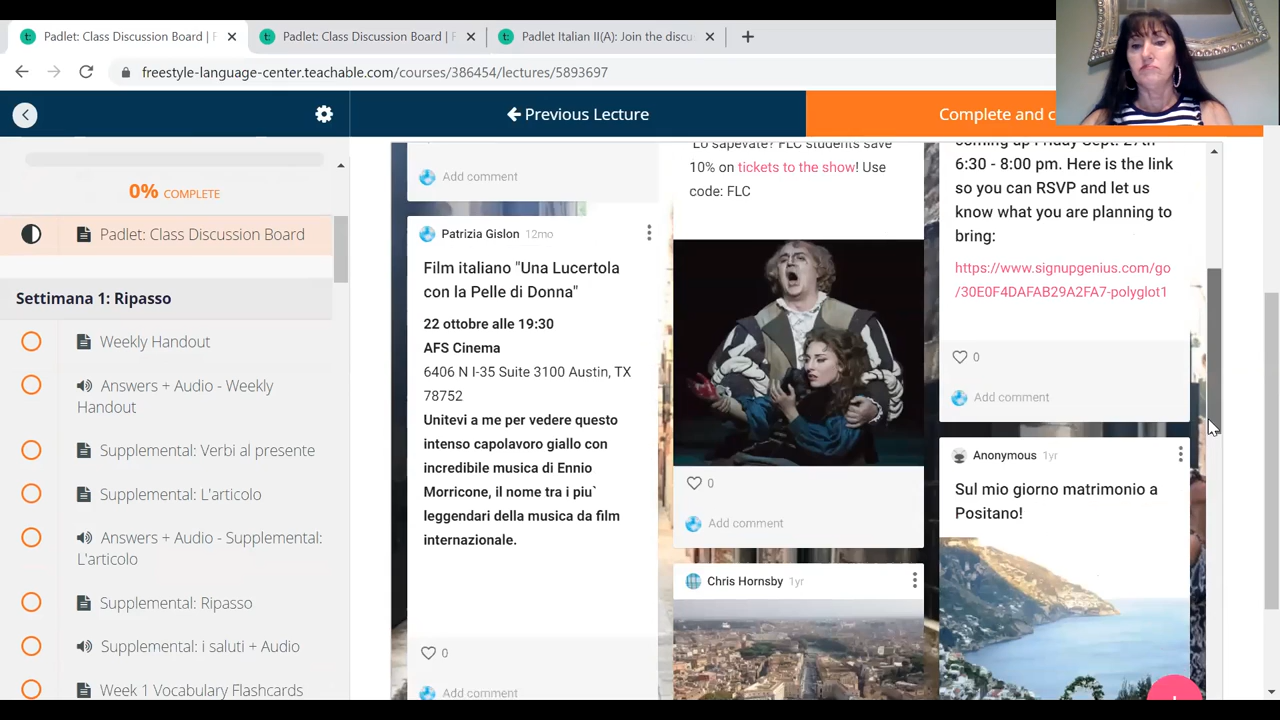 Padlet: Class Discussion Board | F
Padlet: Class Discussion Board | F
Padlet Italian II(A): Join the discu
freestyle-language-center.teachable.com/courses/386454/lectures/5893697
Previous Lecture
Complete and c
0% COMPLETE
Padlet: Class Discussion Board
Settimana 1: Ripasso
Weekly Handout
Answers + Audio - Weekly
Handout
Supplemental: Verbi al presente
Supplemental: L'articolo
Answers + Audio - Supplemental:
L'articolo
Supplemental: Ripasso
Supplemental: i saluti + Audio
Week 1 Vocabulary Flashcards
Add comment
Patrizia Gislon 12mo
Film italiano "Una Lucertola
con la Pelle di Donna"
22 ottobre alle 19:30
AFS Cinema
6406 N I-35 Suite 3100 Austin, TX
78752
Unitevi a me per vedere questo
intenso capolavoro giallo con
incredibile musica di Ennio
Morricone, il nome tra i piu`
leggendari della musica da film
internazionale.
0
Add comment
Lo sapevate? FLC students save
10% on tickets to the show! Use
code: FLC
0
Add comment
Chris Hornsby 1yr
coming up Friday Sept. 27th
6:30 - 8:00 pm. Here is the link
so you can RSVP and let us
know what you are planning to
bring:
https://www.signupgenius.com/go
/30E0F4DAFAB29A2FA7-polyglot1
0
Add comment
Anonymous 1yr
Sul mio giorno matrimonio a
Positano!